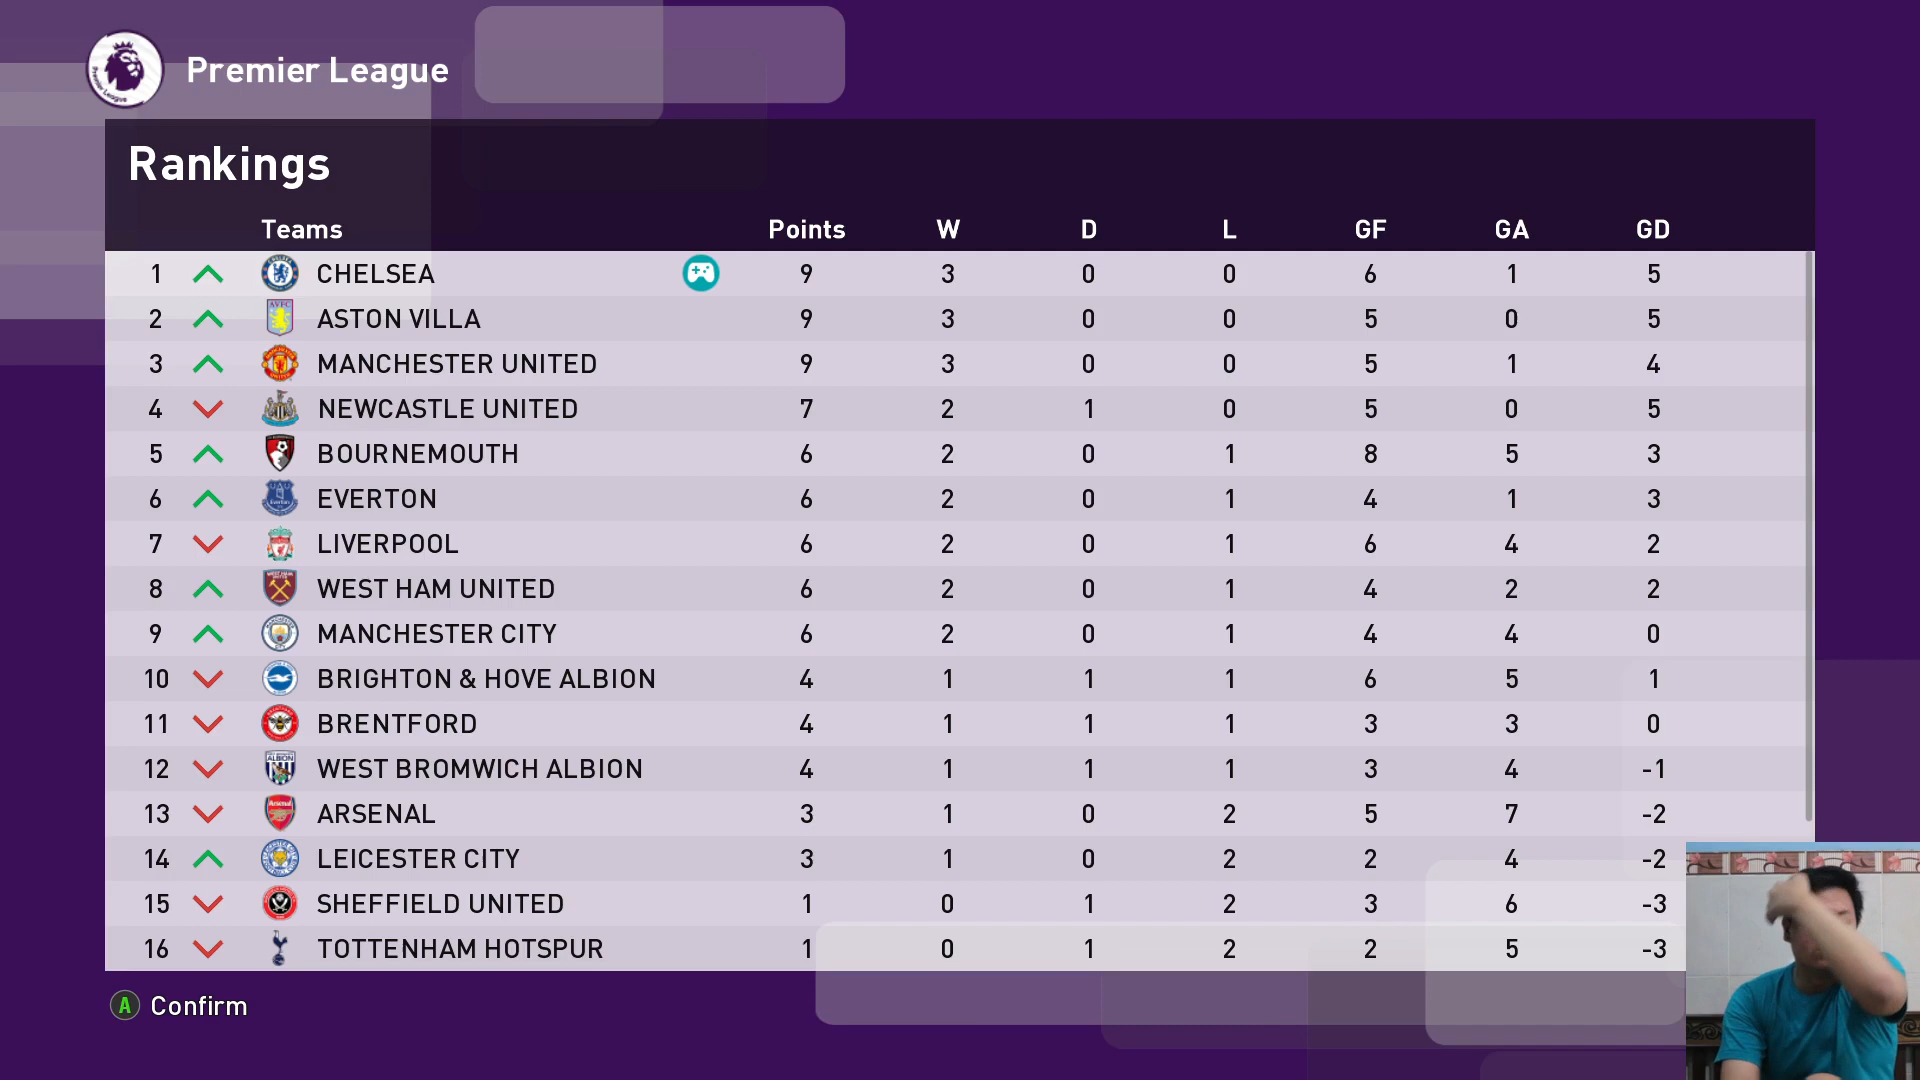 Premier League
Rankings
Teams Points W D L GF GA GD
1 CHELSEA 9 3 0 0 6 1 5
2 ASTON VILLA 9 3 0 0 5 0 5
3 MANCHESTER UNITED 9 3 0 0 5 1 4
4 NEWCASTLE UNITED 7 2 1 0 5 0 5
5 BOURNEMOUTH 6 2 0 1 8 5 3
6 EVERTON 6 2 0 1 4 1 3
7 LIVERPOOL 6 2 0 1 6 4 2
8 WEST HAM UNITED 6 2 0 1 4 2 2
9 MANCHESTER CITY 6 2 0 1 4 4 0
10 BRIGHTON & HOVE ALBION 4 1 1 1 6 5 1
11 BRENTFORD 4 1 1 1 3 3 0
12 WEST BROMWICH ALBION 4 1 1 1 3 4 -1
13 ARSENAL 3 1 0 2 5 7 -2
14 LEICESTER CITY 3 1 0 2 2 4 -2
15 SHEFFIELD UNITED 1 0 1 2 3 6 -3
16 TOTTENHAM HOTSPUR 1 0 1 2 2 5 -3
A Confirm